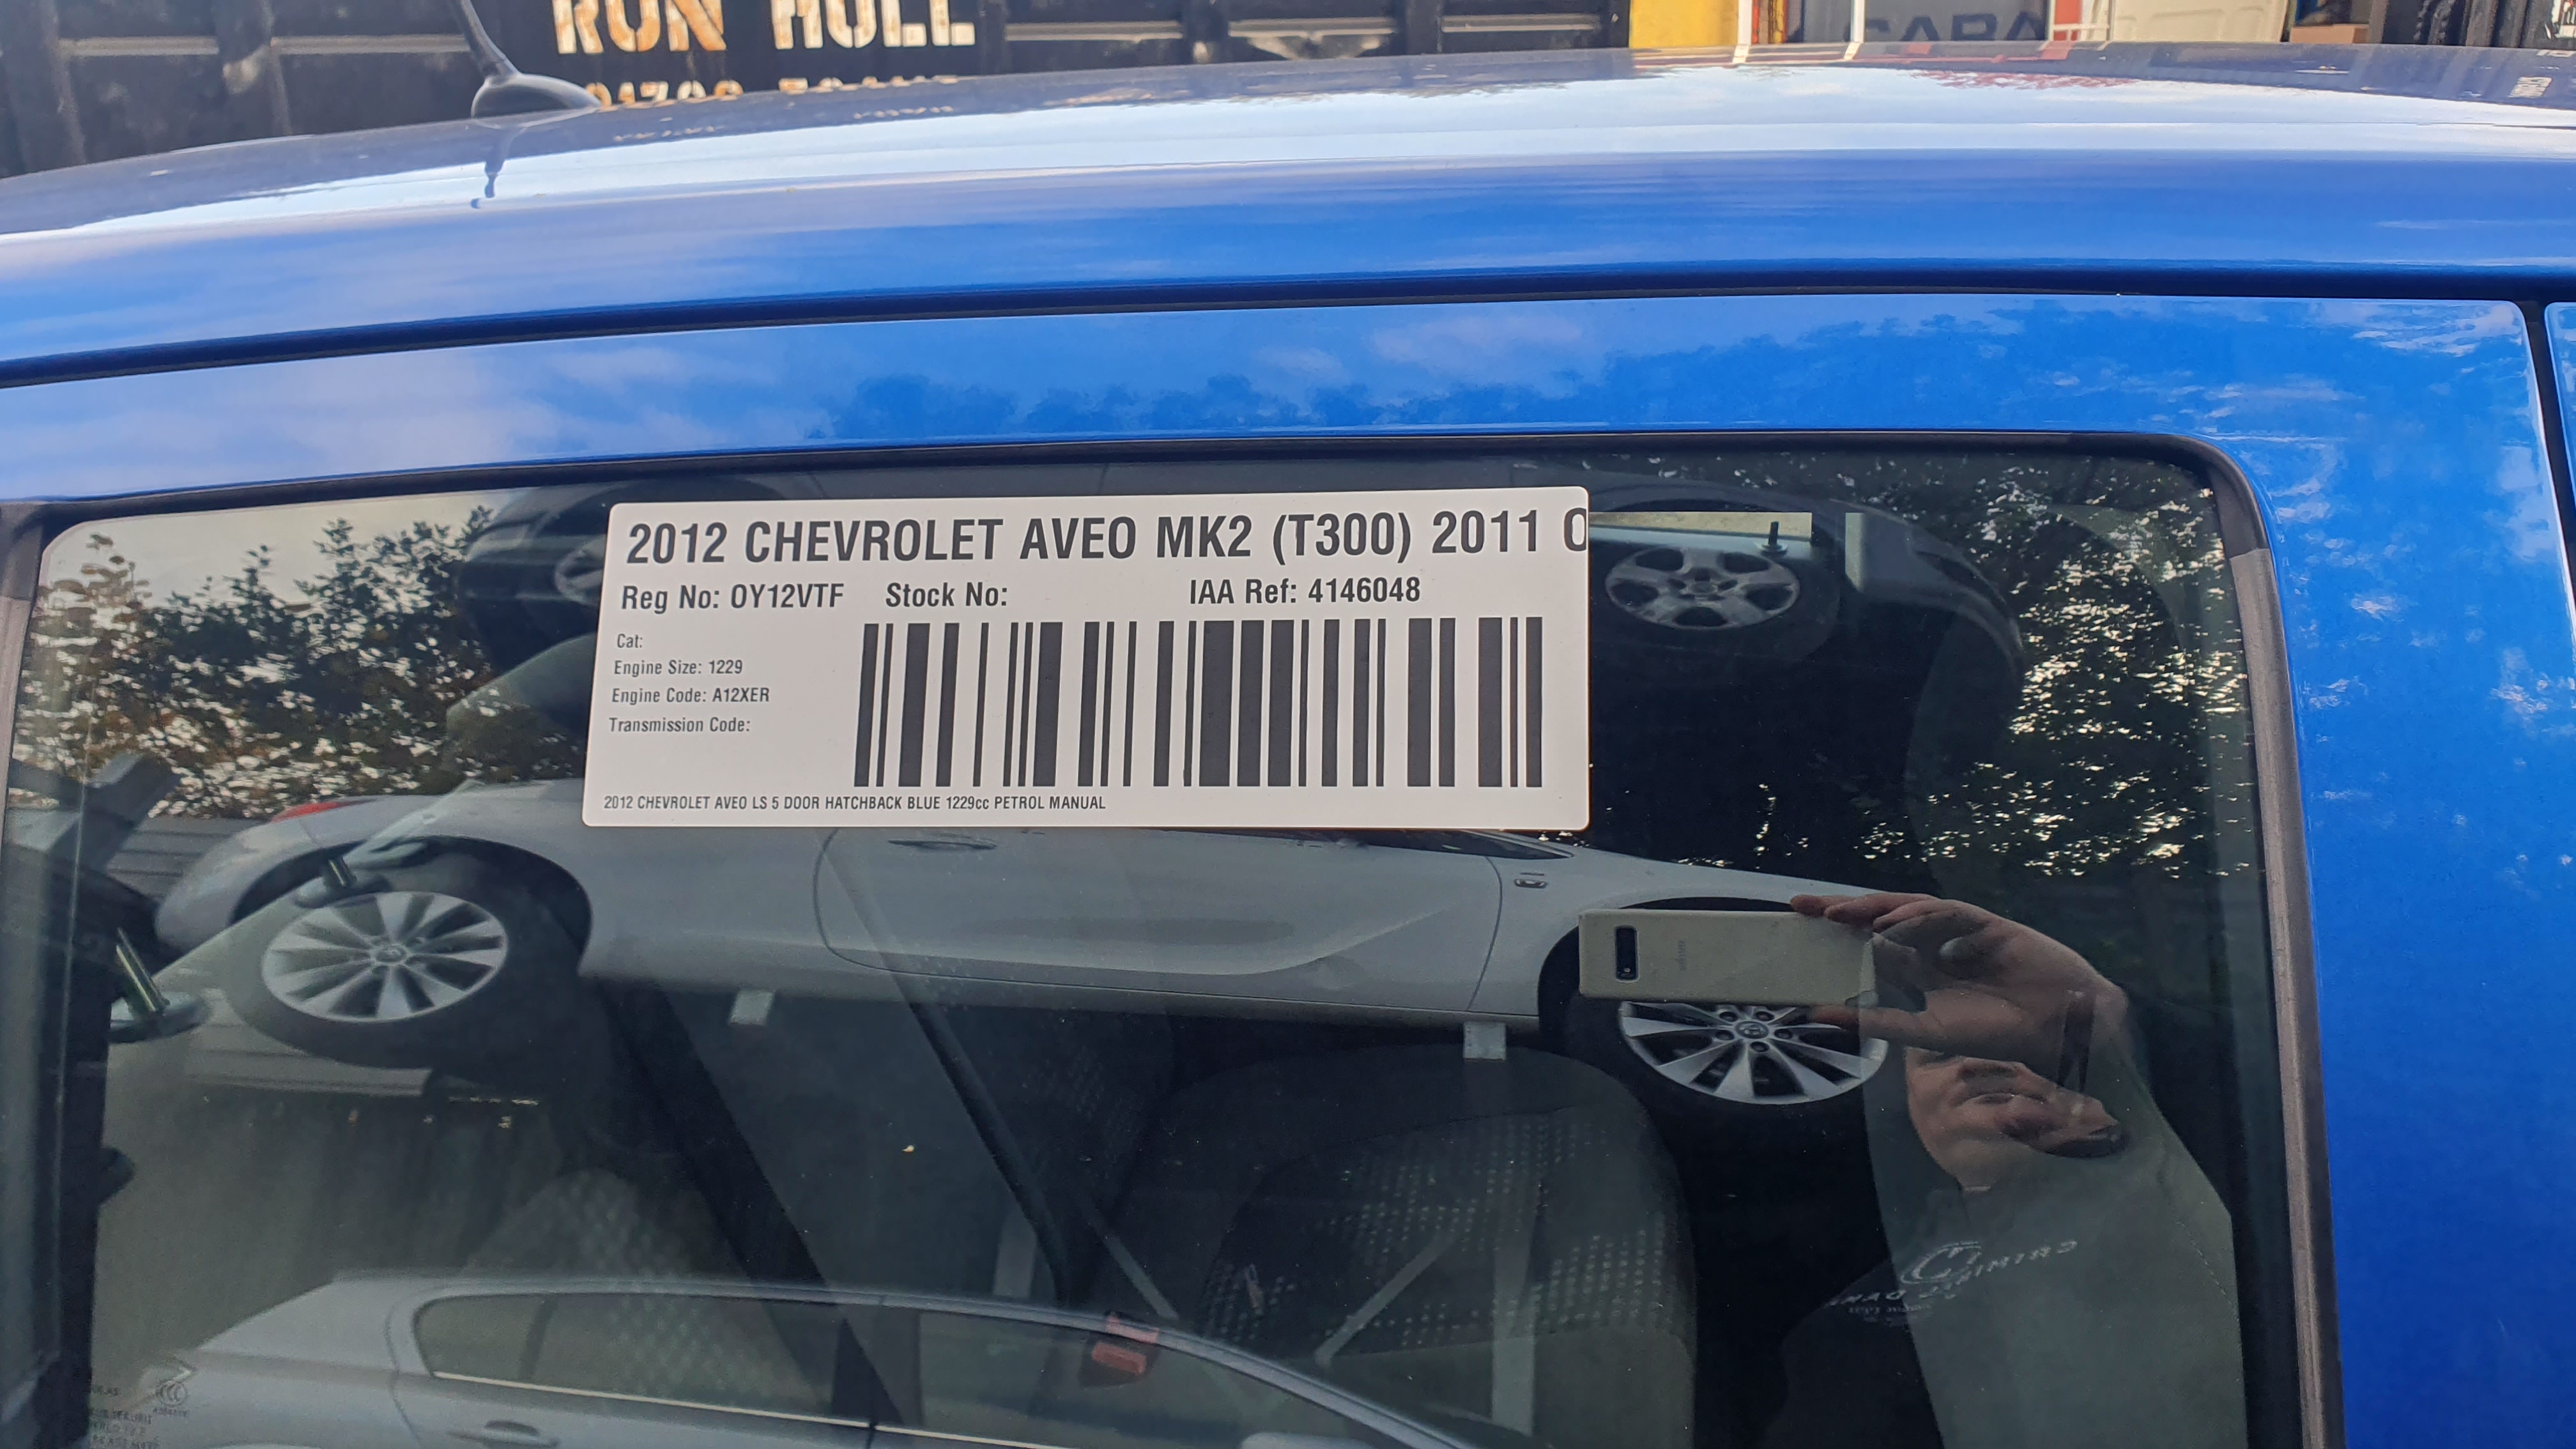 RON HULL
2012 CHEVROLET AVEO MK2 (T300) 2011 O
Reg No: OY12VTF Stock No: IAA Ref: 4146048
Cat:
Engine Size: 1229
Engine Code: A12XER
Transmission Code:
2012 CHEVROLET AVEO LS 5 DOOR HATCHBACK BLUE 1229cc PETROL MANUAL